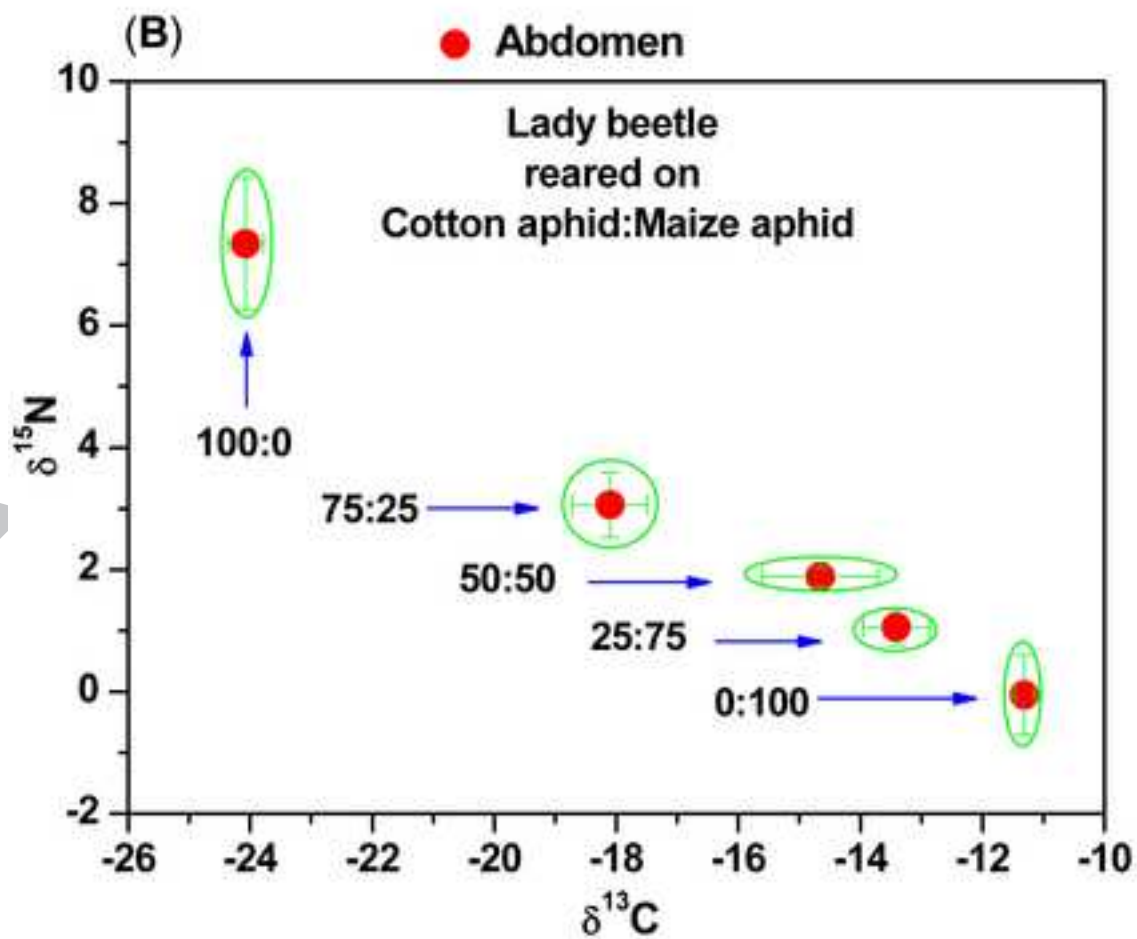 (B)
Abdomen
Lady beetle
reared on
Cotton aphid:Maize aphid
10
8
6
4
2
0
-2
δ¹⁵N
100:0
75:25
50:50
25:75
0:100
-26 -24 -22 -20 -18 -16 -14 -12 -10
δ¹³C